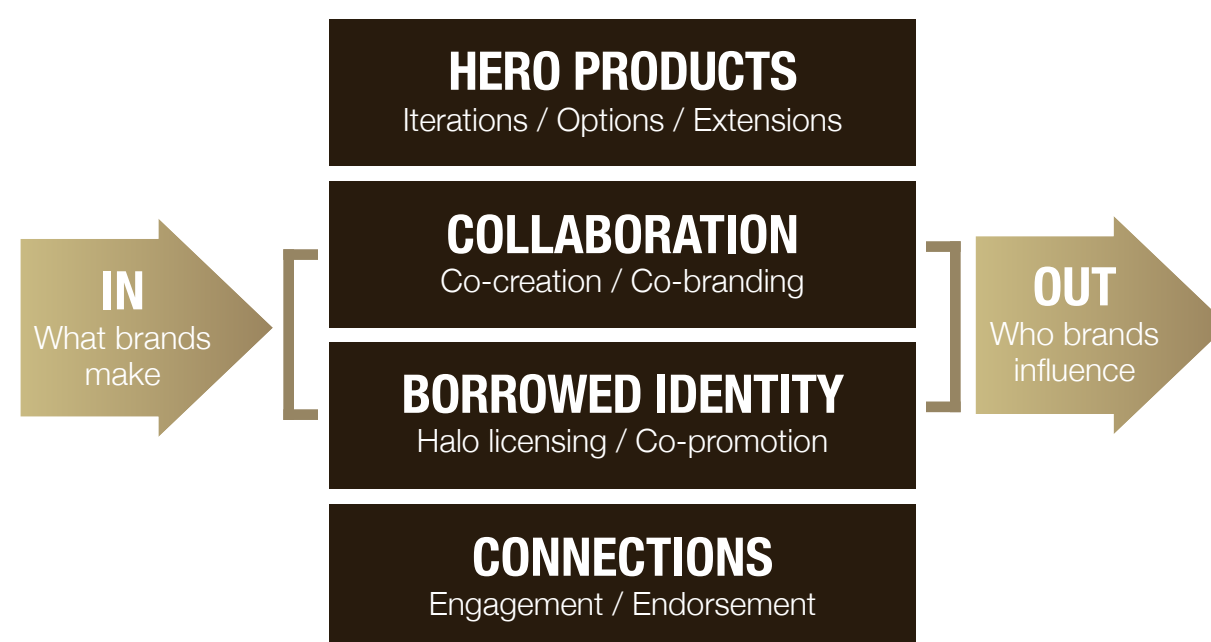 HERO PRODUCTS
Iterations / Options / Extensions
COLLABORATION
Co-creation / Co-branding
IN
What brands
make
OUT
Who brands
influence
BORROWED IDENTITY
Halo licensing / Co-promotion
CONNECTIONS
Engagement / Endorsement